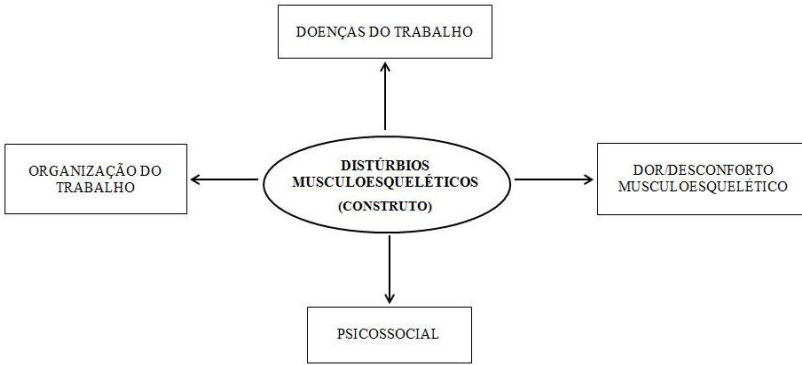 DOENÇAS DO TRABALHO
ORGANIZAÇÃO DO
TRABALHO
DISTÚRBIOS
MUSCULOESQUELÉTICOS
(CONSTRUTO)
DOR/DESCONFORTO
MUSCULOESQUELÉTICO
PSICOSSOCIAL